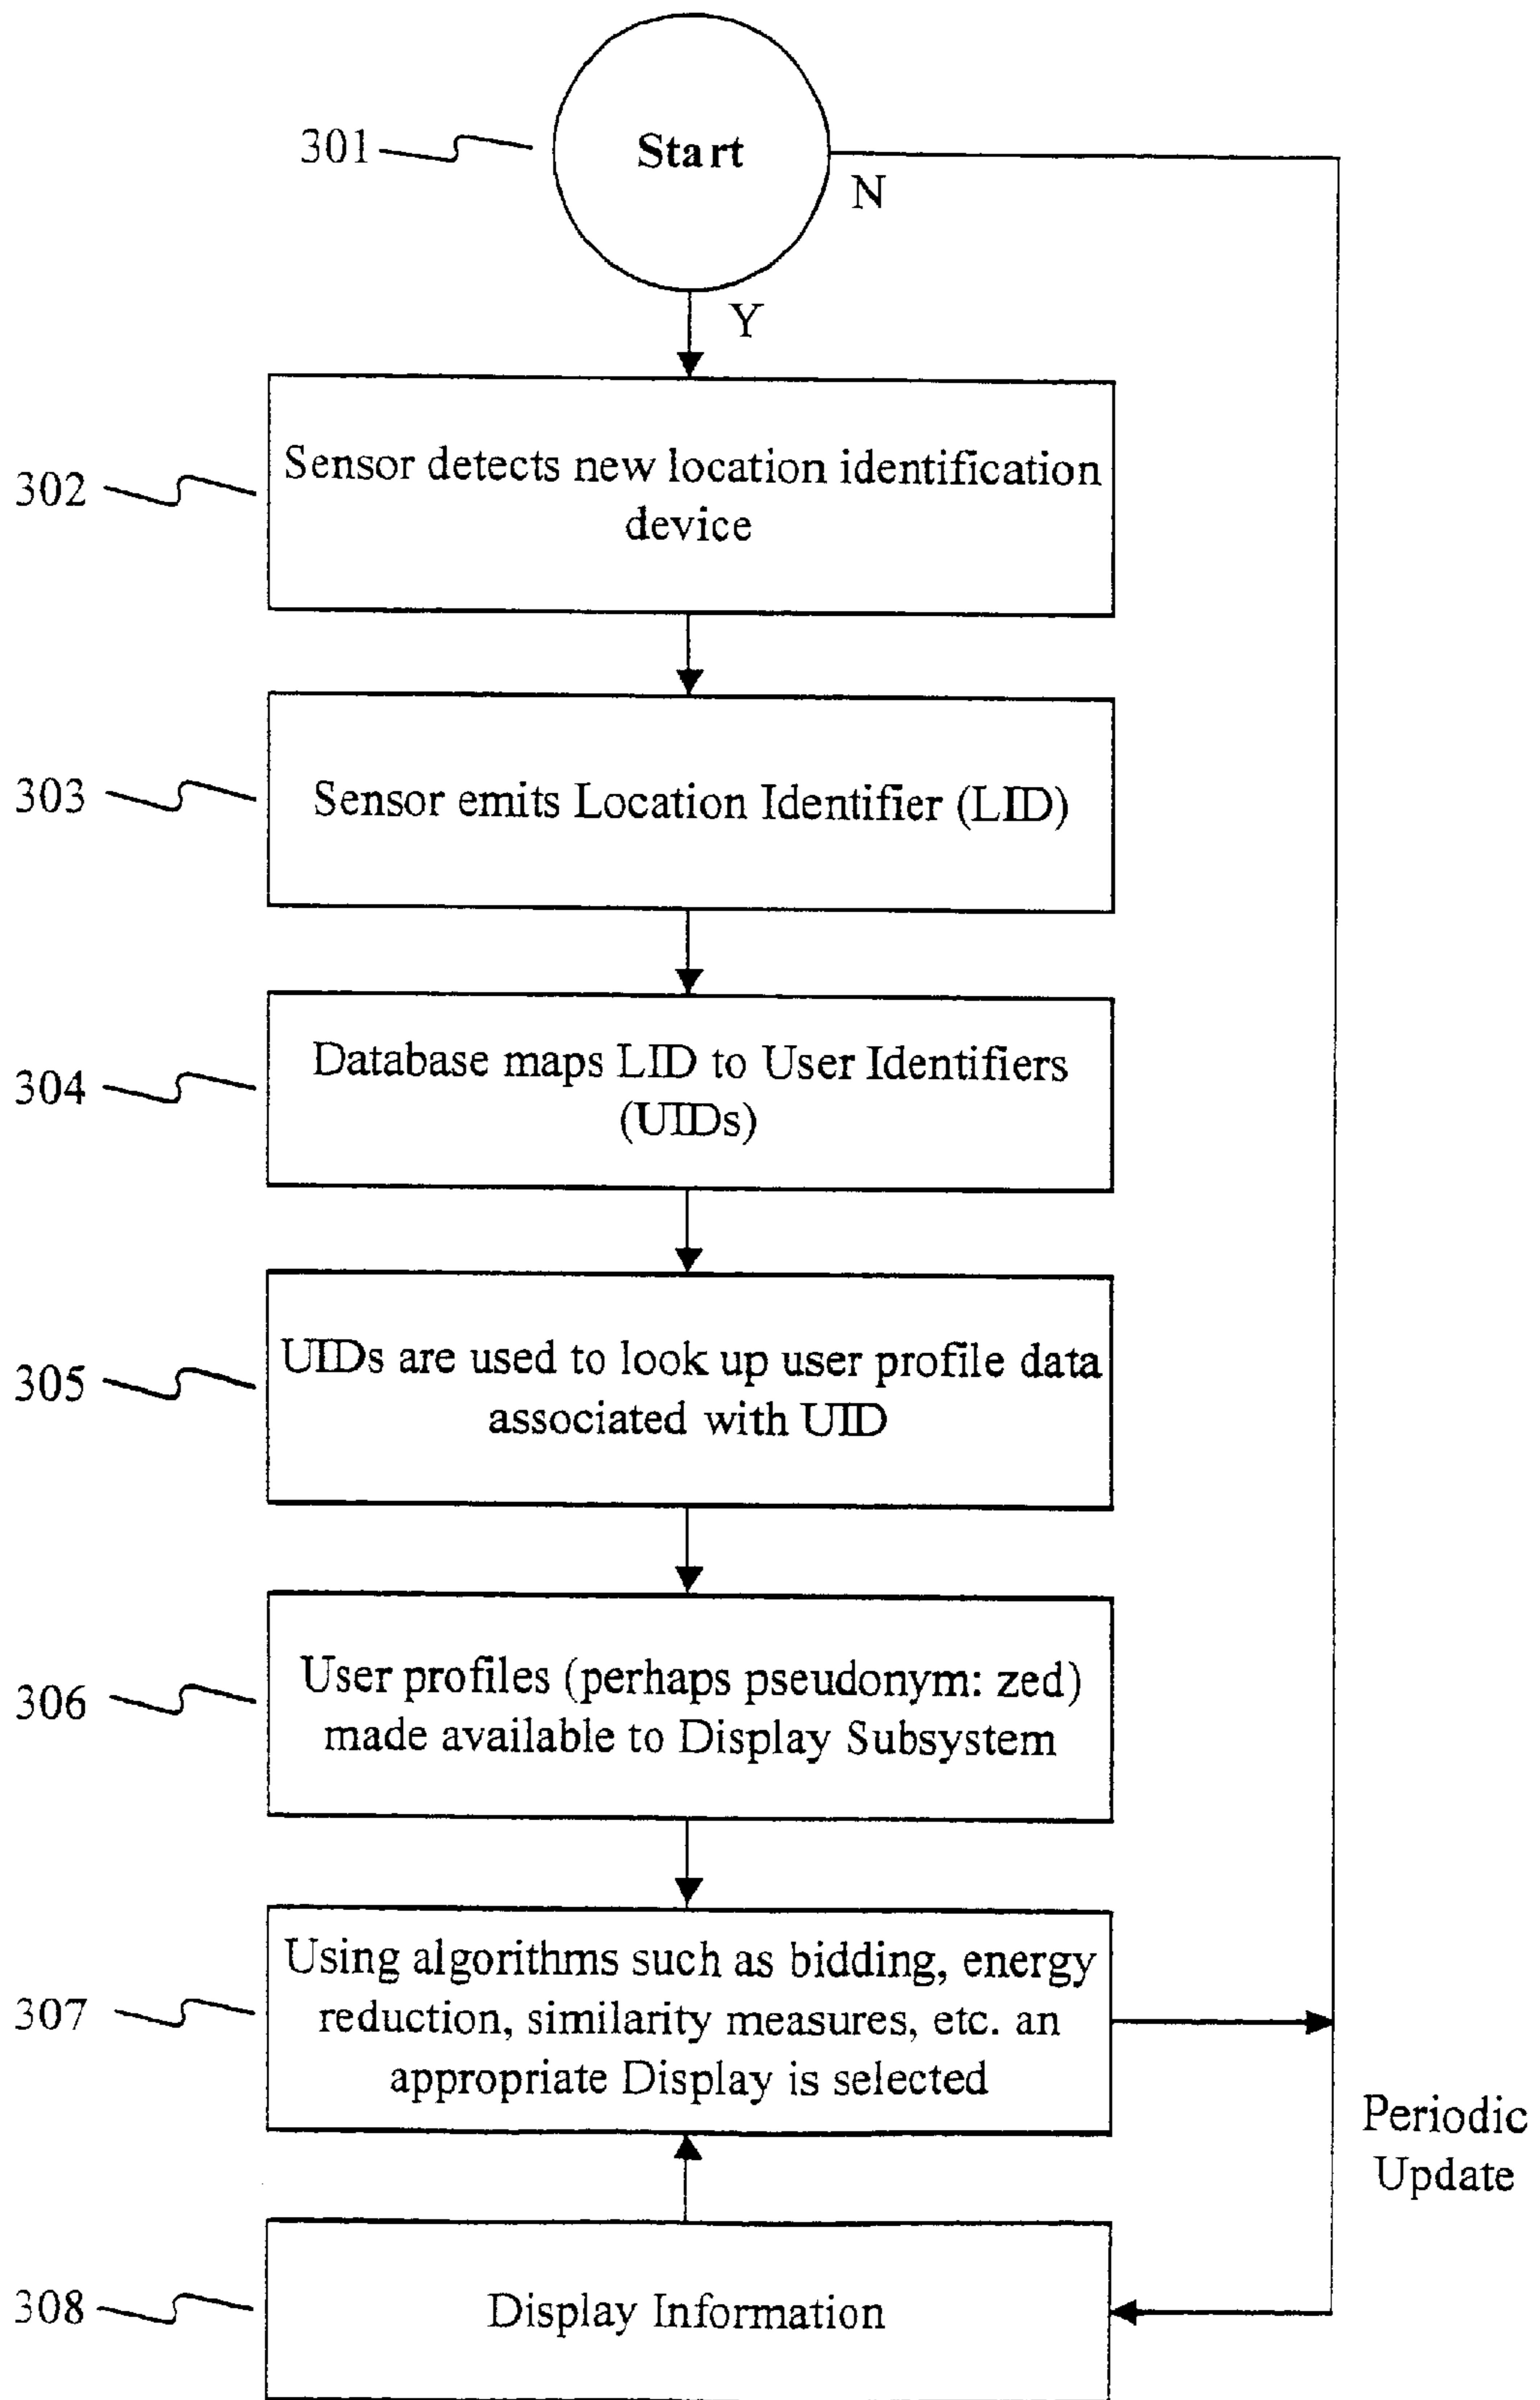 301
Start
N
Y
302
Sensor detects new location identification
device
303
Sensor emits Location Identifier (LID)
304
Database maps LID to User Identifiers
(UIDs)
305
UIDs are used to look up user profile data
associated with UID
306
User profiles (perhaps pseudonym: zed)
made available to Display Subsystem
307
Using algorithms such as bidding, energy
reduction, similarity measures, etc. an
appropriate Display is selected
Periodic
Update
308
Display Information